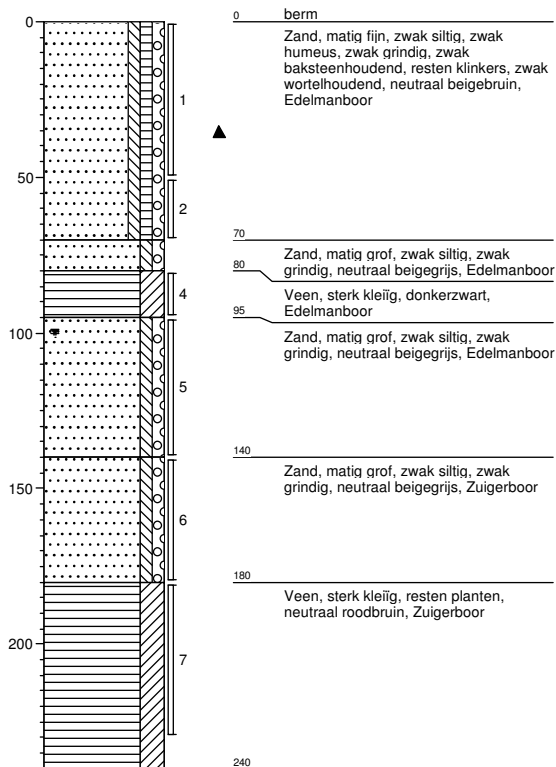 0
50
100
150
200
1
2
4
5
6
7
0 berm
Zand, matig fijn, zwak siltig, zwak
humeus, zwak grindig, zwak
baksteenhoudend, resten klinkers, zwak
wortelhoudend, neutraal beigebruin,
Edelmanboor
70
Zand, matig grof, zwak siltig, zwak
grindig, neutraal beigegrijs, Edelmanboor
80
Veen, sterk kleiïg, donkerzwart,
Edelmanboor
95
Zand, matig grof, zwak siltig, zwak
grindig, neutraal beigegrijs, Edelmanboor
140
Zand, matig grof, zwak siltig, zwak
grindig, neutraal beigegrijs, Zuigerboor
180
Veen, sterk kleiïg, resten planten,
neutraal roodbruin, Zuigerboor
240